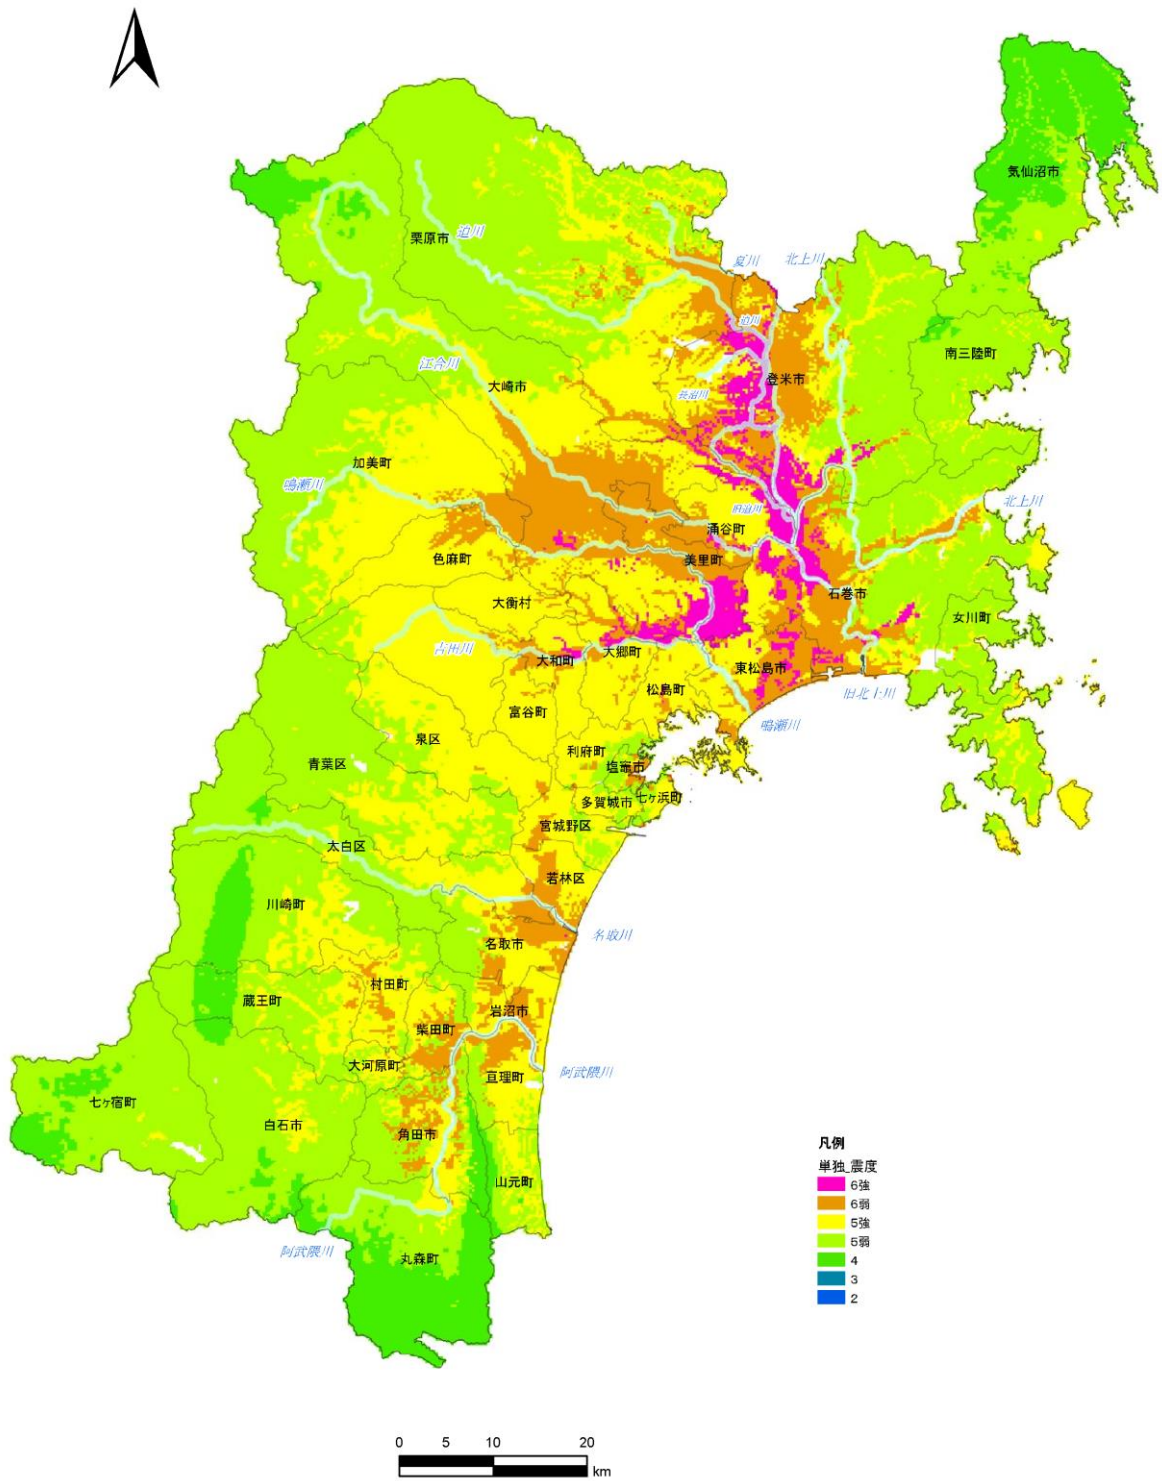 気仙沼市
栗原市
迫川
夏川
北上川
迫川
南三陸町
江合川
大崎市
登米市
長沼川
加美町
鳴瀬川
旧迫川
北上川
涌谷町
色麻町
美里町
大衡村
石巻市
女川町
吉田川
大和町
大郷町
東松島市
松島町
旧北上川
富谷町
鳴瀬川
泉区
利府町
青葉区
塩竈市
多賀城市
七ヶ浜町
宮城野区
太白区
若林区
川崎町
名取川
名取市
村田町
蔵王町
岩沼市
柴田町
大河原町
亘理町
阿武隈川
七ヶ宿町
白石市
角田市
山元町
阿武隈川
丸森町
凡例
単独_震度
6強
6弱
5強
5弱
4
3
2
0 5 10 20
km